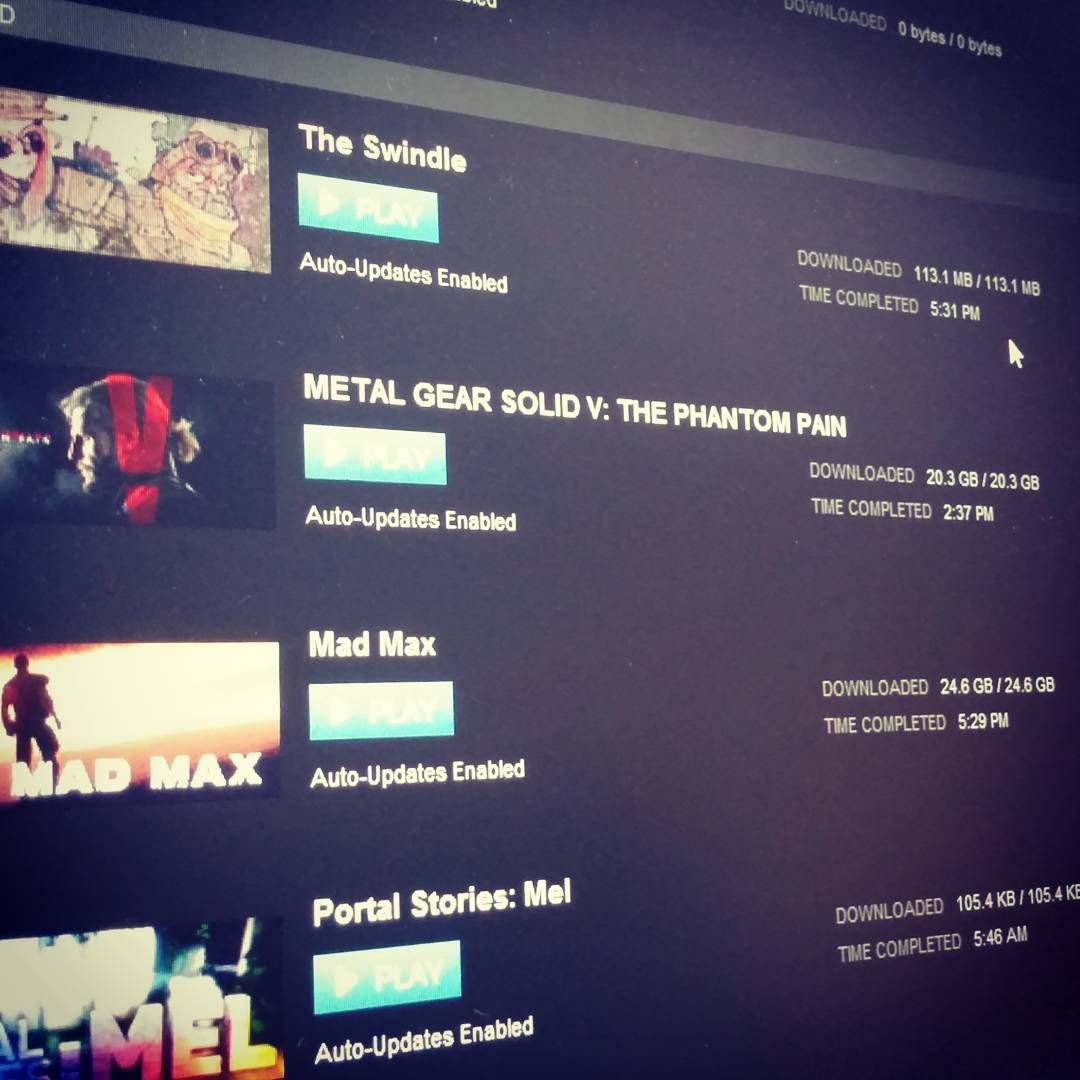 D
DOWNLOADED 0 bytes / 0 bytes
The Swindle
PLAY
Auto-Updates Enabled
DOWNLOADED 113.1 MB / 113.1 MB
TIME COMPLETED 5:31 PM
METAL GEAR SOLID V: THE PHANTOM PAIN
PLAY
Auto-Updates Enabled
DOWNLOADED 20.3 GB / 20.3 GB
TIME COMPLETED 2:37 PM
Mad Max
PLAY
Auto-Updates Enabled
DOWNLOADED 24.6 GB / 24.6 GB
TIME COMPLETED 5:29 PM
MAD MAX
Portal Stories: Mel
PLAY
Auto-Updates Enabled
DOWNLOADED 105.4 KB / 105.4 KB
TIME COMPLETED 5:46 AM
MEL